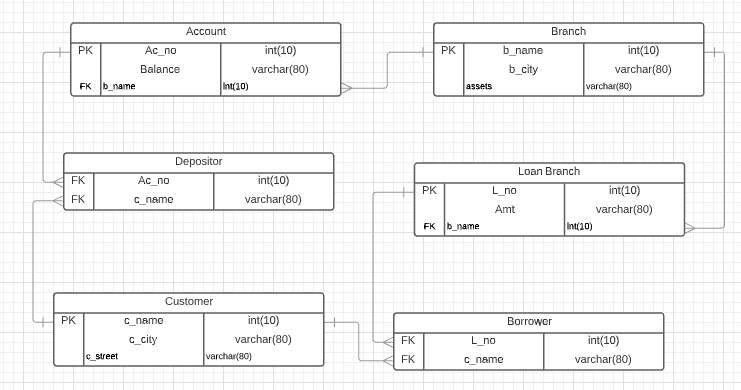 Account
PK Ac_no int(10)
Balance varchar(80)
FK b_name int(10)
Branch
PK b_name int(10)
b_city varchar(80)
assets varchar(80)
Depositor
FK Ac_no int(10)
FK c_name varchar(80)
Loan Branch
PK L_no int(10)
Amt varchar(80)
FK b_name int(10)
Customer
PK c_name int(10)
c_city varchar(80)
c_street varchar(80)
Borrower
FK L_no int(10)
FK c_name varchar(80)